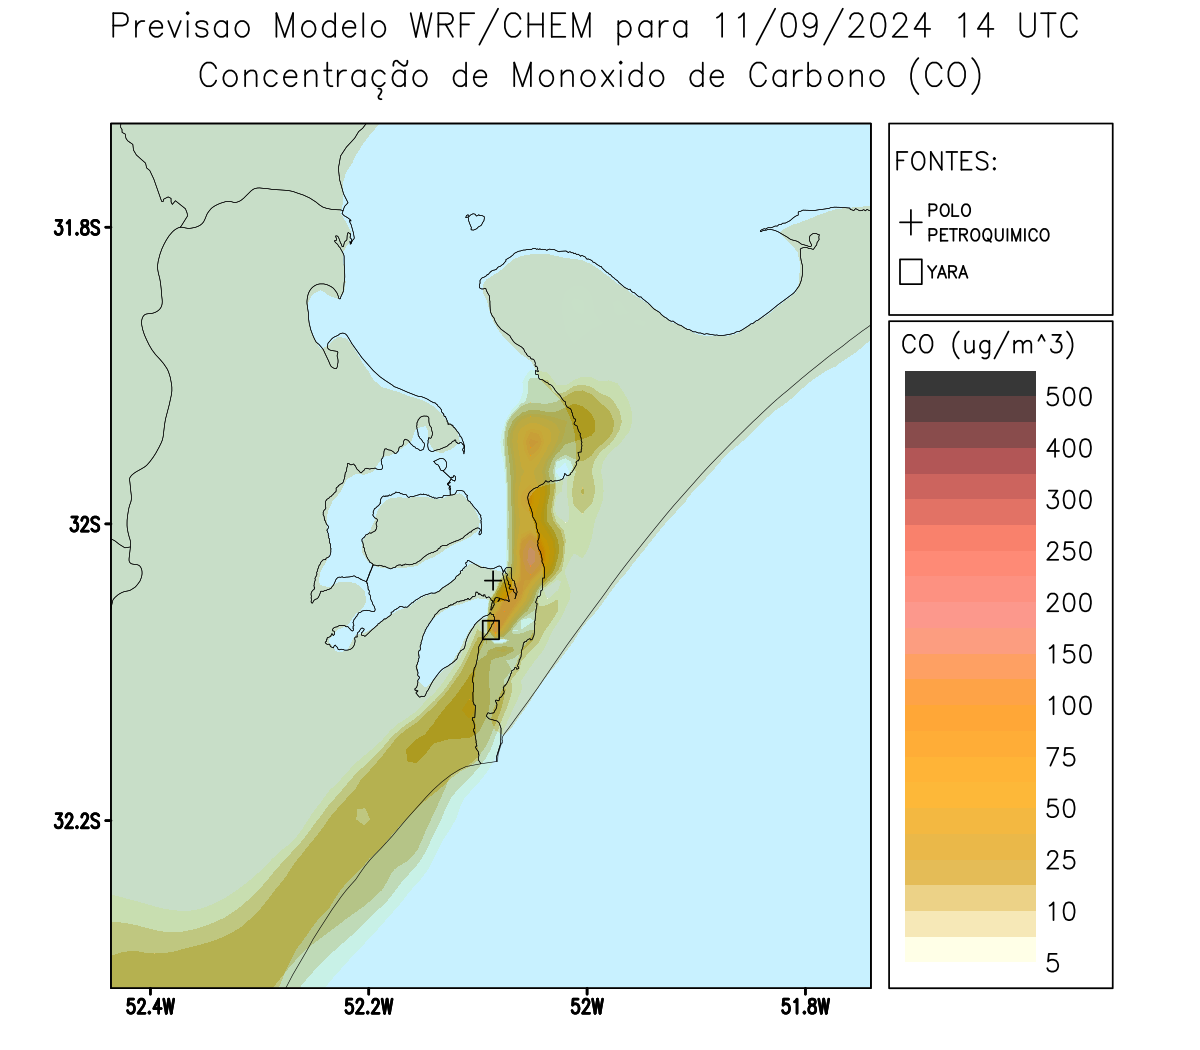 Previsao Modelo WRF/CHEM para 11/09/2024 14 UTC
Concentração de Monoxido de Carbono (CO)
FONTES:
POLO
PETROQUIMICO
YARA
CO (ug/m^3)
500
400
300
250
200
150
100
75
50
25
10
5
31.8S
32S
32.2S
52.4W
52.2W
52W
51.8W